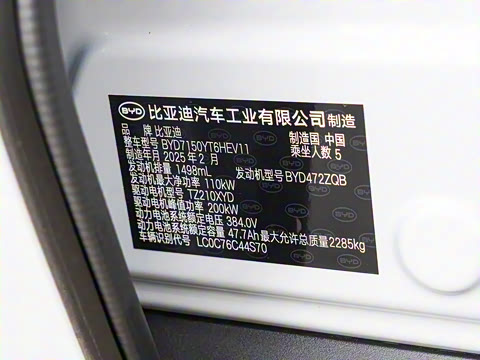 BYD 比亚迪汽车工业有限公司 制造
品 牌 比亚迪 制造国 中国
整车型号 BYD7150YT6HEV11 乘坐人数 5
制造年月 2025 年 2 月
发动机排量 1498mL 发动机型号 BYD472ZQB
发动机最大净功率 110kW
驱动电机型号 TZ210XYD
驱动电机峰值功率 200kW
动力电池系统额定电压 384.0V
动力电池系统额定容量 47.7Ah 最大允许总质量 2285kg
车辆识别代号 LC0C76C44S70